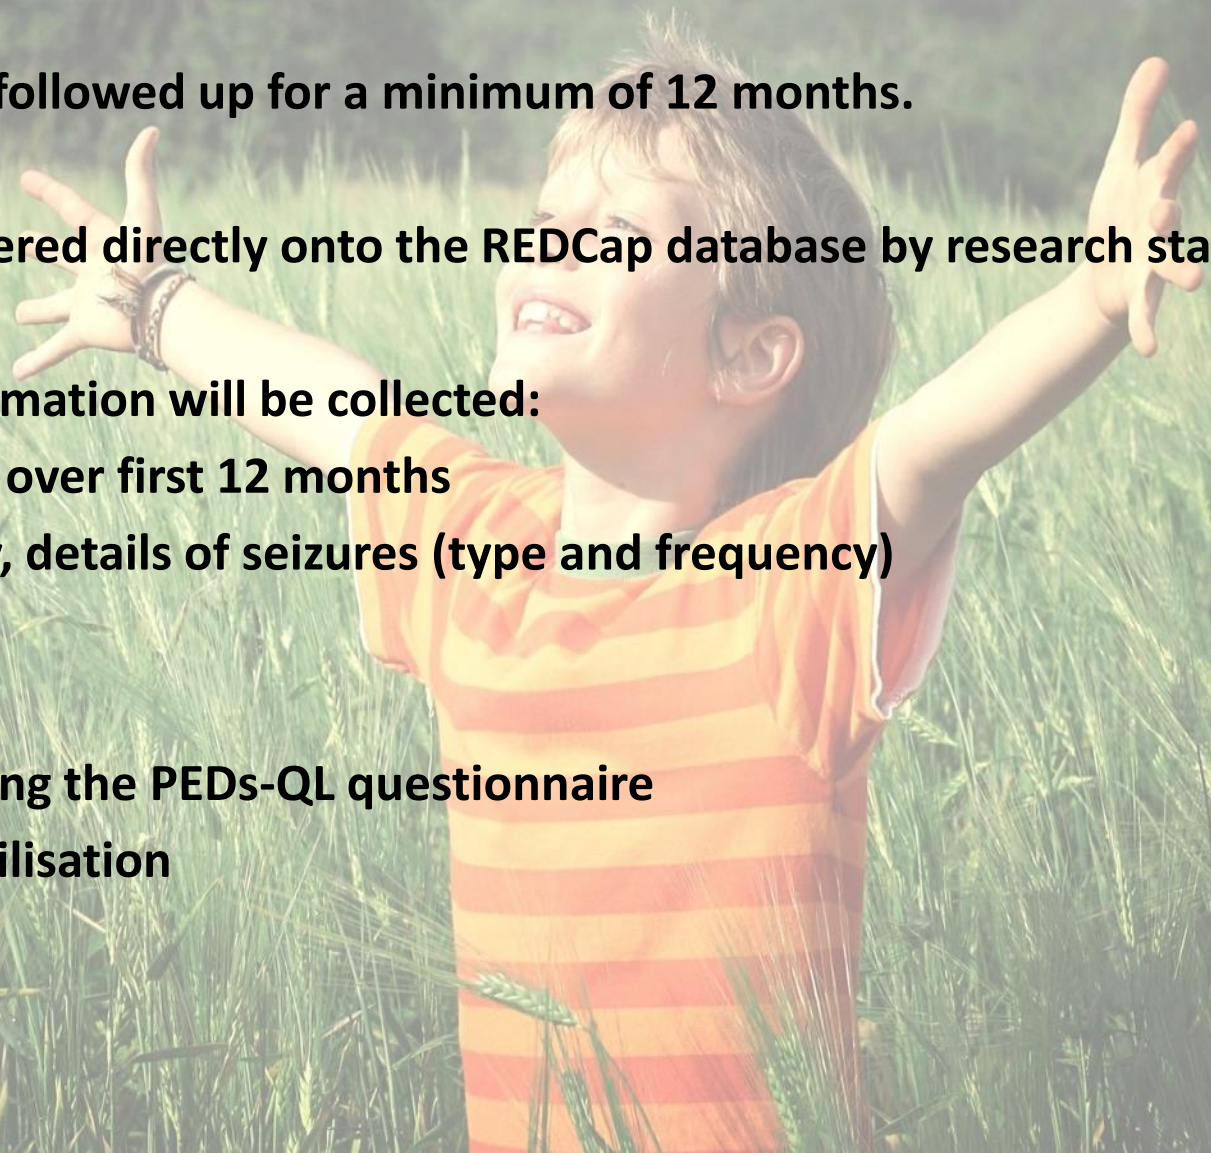 followed up for a minimum of 12 months.
ered directly onto the REDCap database by research sta
mation will be collected:
over first 12 months
, details of seizures (type and frequency)
ng the PEDs-QL questionnaire
ilisation